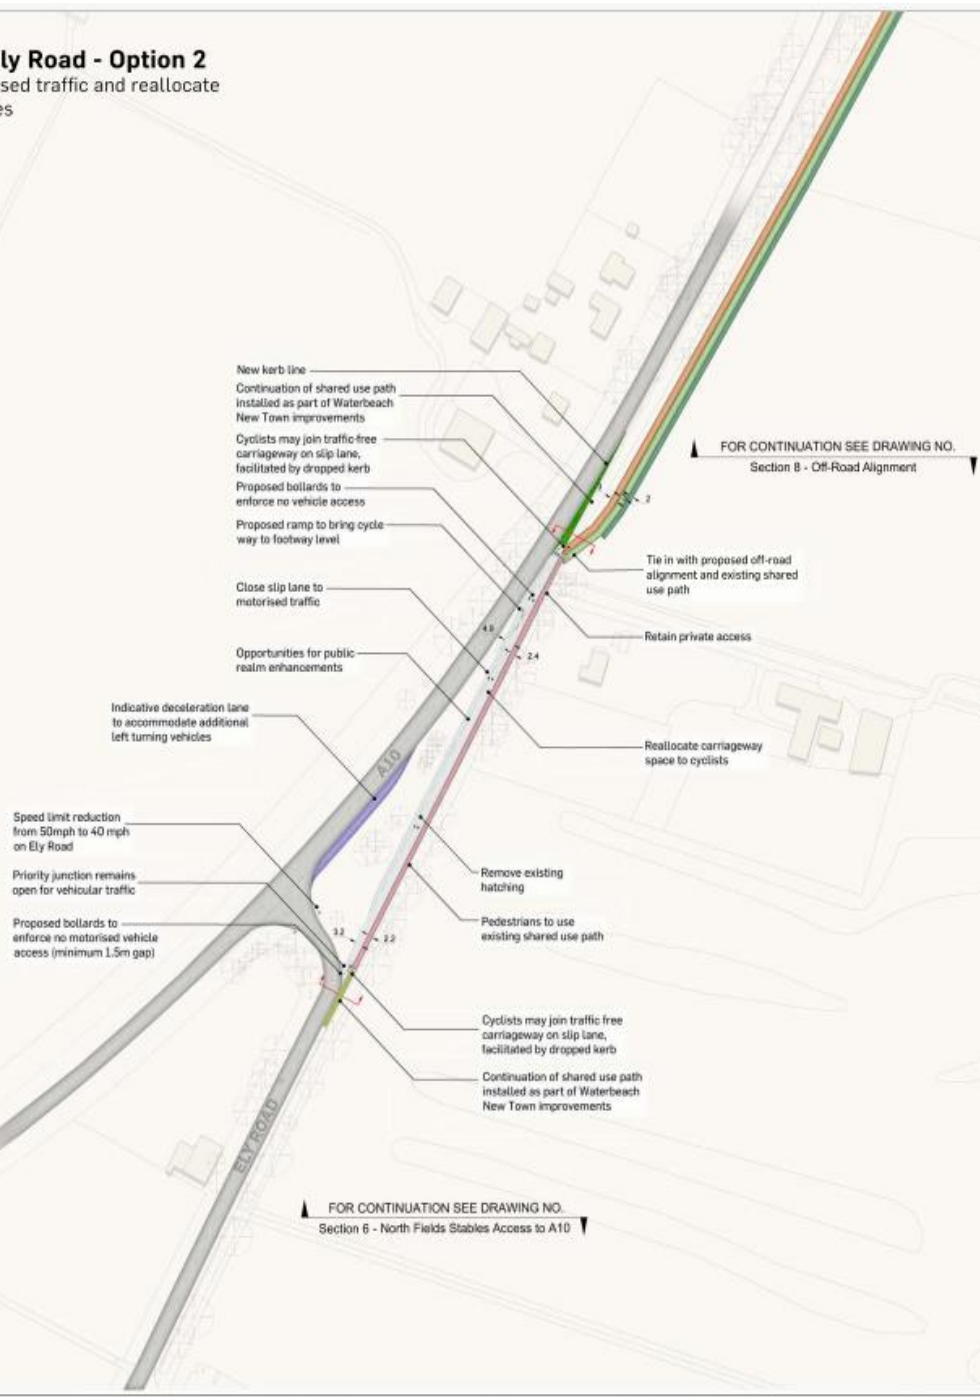 ly Road - Option 2
sed traffic and reallocate
es
New kerb line
Continuation of shared use path
installed as part of Waterbeach
New Town improvements
Cyclists may join traffic-free
carriageway on slip lane,
facilitated by dropped kerb
Proposed bollards to
enforce no vehicle access
Proposed ramp to bring cycle
way to footway level
Close slip lane to
motorised traffic
Opportunities for public
realm enhancements
Indicative deceleration lane
to accommodate additional
left turning vehicles
Speed limit reduction
from 50mph to 40 mph
on Ely Road
Priority junction remains
open for vehicular traffic
Proposed bollards to
enforce no motorised vehicle
access (minimum 1.5m gap)
FOR CONTINUATION SEE DRAWING NO.
Section 8 - Off-Road Alignment
2
Tie in with proposed off-road
alignment and existing shared
use path
Retain private access
2.4
Reallocate carriageway
space to cyclists
A10
Remove existing
hatching
Pedestrians to use
existing shared use path
3.2
2.2
Cyclists may join traffic free
carriageway on slip lane,
facilitated by dropped kerb
Continuation of shared use path
installed as part of Waterbeach
New Town improvements
ELY ROAD
FOR CONTINUATION SEE DRAWING NO.
Section 6 - North Fields Stables Access to A10